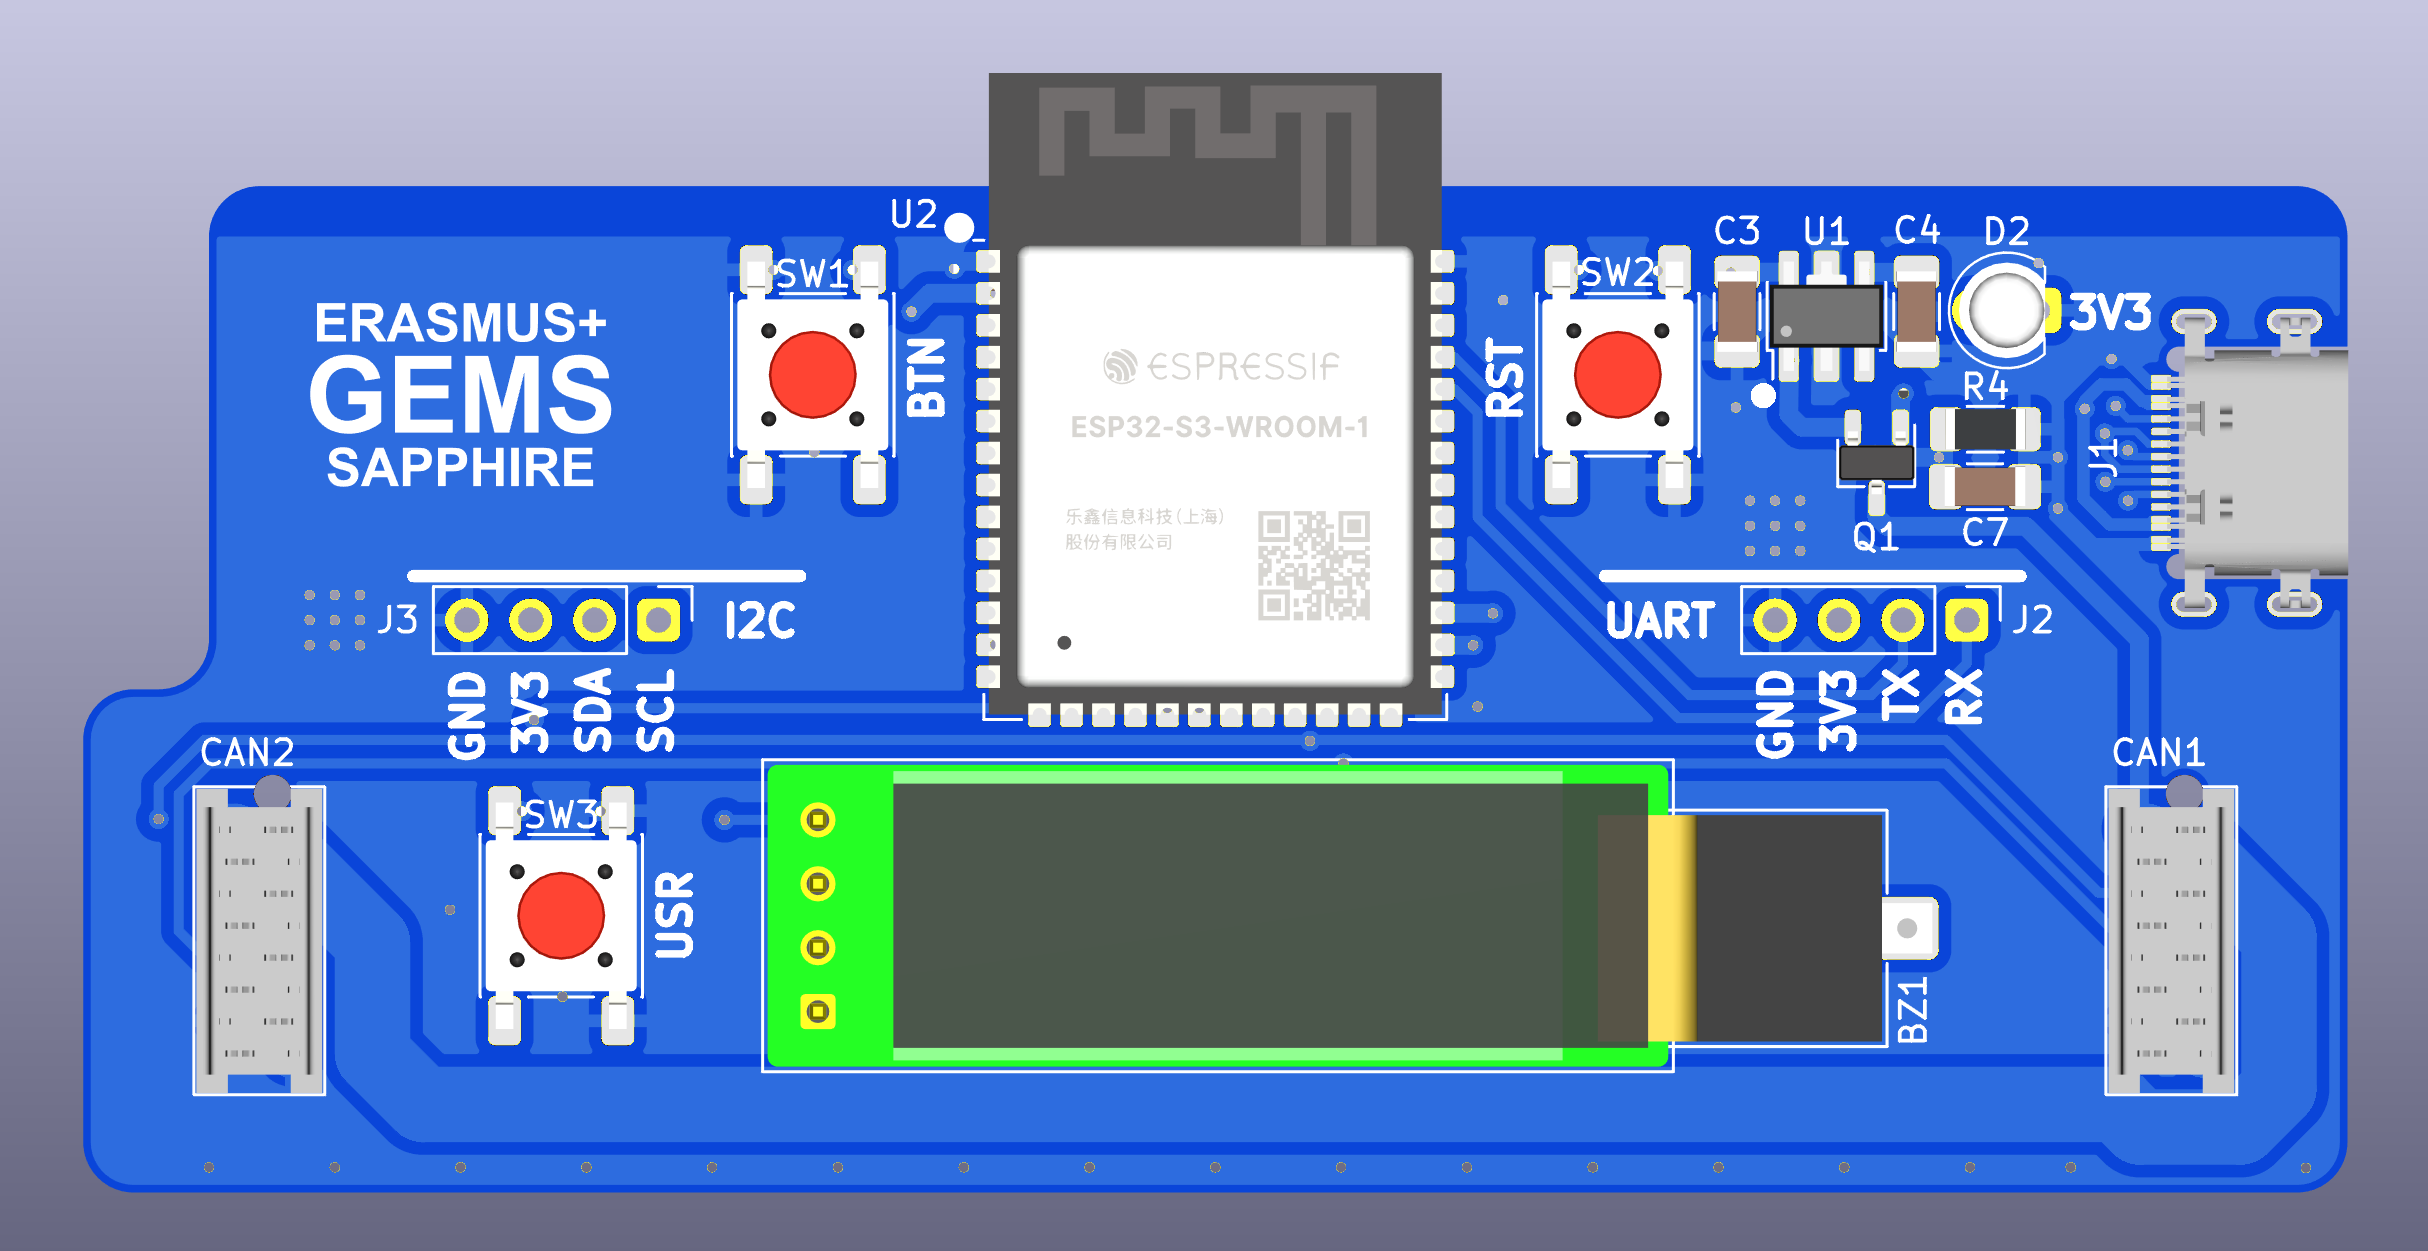 U2
C3
U1
C4
D2
SW1
SW2
ERASMUS+
GEMS
SAPPHIRE
BTN
ESPRESSIF
ESP32-S3-WROOM-1
RST
3V3
R4
J1
乐鑫信息科技(上海)
股份有限公司
Q1
C7
J3
I2C
UART
J2
GND
3V3
SDA
SCL
GND
3V3
TX
RX
CAN2
CAN1
SW3
USR
BZ1